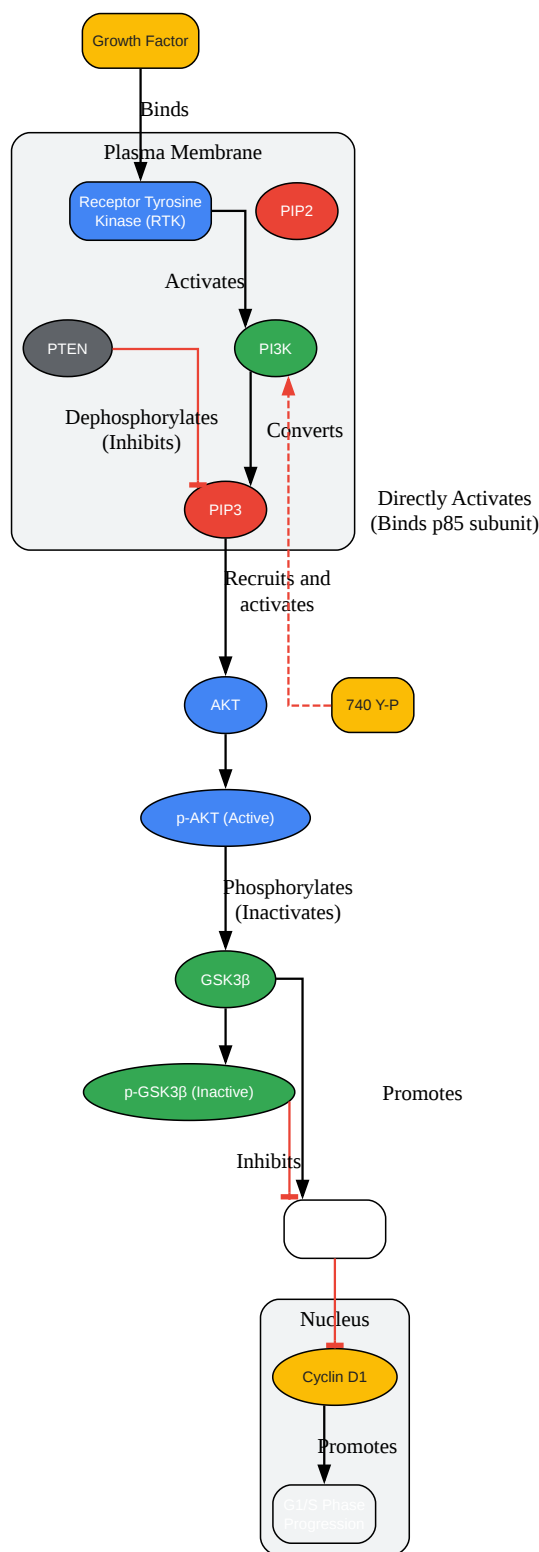 Growth Factor
Binds
Plasma Membrane
Receptor Tyrosine
Kinase (RTK)
PIP2
Activates
PTEN
PI3K
Dephosphorylates
(Inhibits)
Converts
PIP3
Directly Activates
(Binds p85 subunit)
Recruits and
activates
AKT
740 Y-P
p-AKT (Active)
Phosphorylates
(Inactivates)
GSK3β
p-GSK3β (Inactive)
Promotes
Inhibits
Nucleus
Cyclin D1
Promotes
G1/S Phase
Progression